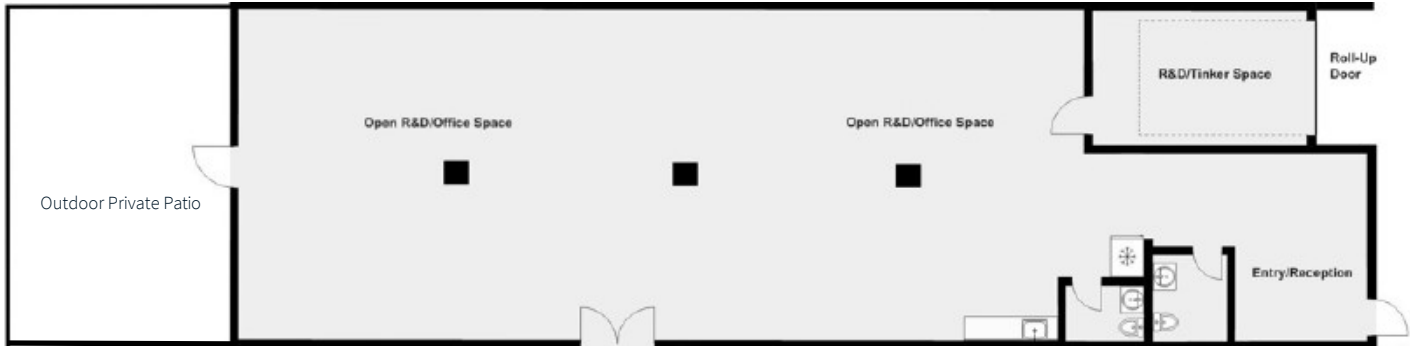 R&D/Tinker Space
Roll-Up
Door
Open R&D/Office Space
Open R&D/Office Space
Outdoor Private Patio
Entry/Reception